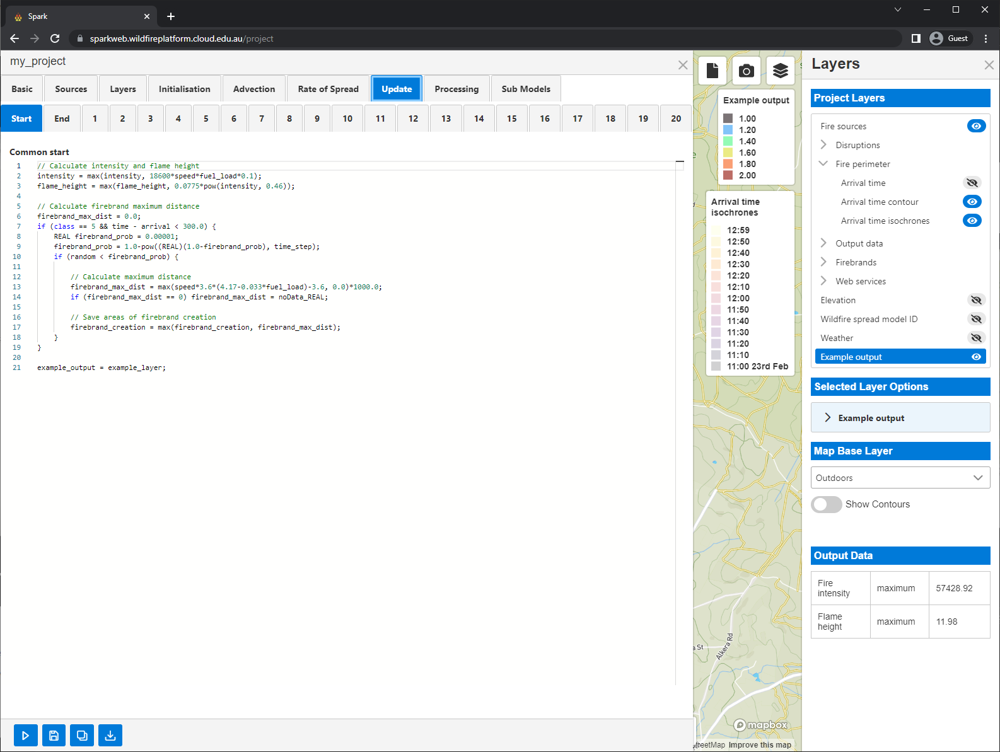 Spark
sparkweb.wildfireplatform.cloud.edu.au/project
Guest
my_project
Basic
Sources
Layers
Initialisation
Advection
Rate of Spread
Update
Processing
Sub Models
Start
End
1
2
3
4
5
6
7
8
9
10
11
12
13
14
15
16
17
18
19
20
Common start
1 // Calculate intensity and flame height
2 intensity = max(intensity, 18600*speed*fuel_load*0.1);
3 flame_height = max(flame_height, 0.0775*pow(intensity, 0.46));
4
5 // Calculate firebrand maximum distance
6 firebrand_max_dist = 0.0;
7 if (class == 5 && time - arrival < 300.0) {
8 REAL firebrand_prob = 0.00001;
9 firebrand_prob = 1.0-pow((REAL)(1.0-firebrand_prob), time_step);
10 if (random < firebrand_prob) {
11
12 // Calculate maximum distance
13 firebrand_max_dist = max(speed*3.6*(4.17-0.033*fuel_load)-3.6, 0.0)*1000.0;
14 if (firebrand_max_dist == 0) firebrand_max_dist = noData_REAL;
15
16 // Save areas of firebrand creation
17 firebrand_creation = max(firebrand_creation, firebrand_max_dist);
18 }
19 }
20
21 example_output = example_layer;
Example output
1.00
1.20
1.40
1.60
1.80
2.00
Arrival time
isochrones
12:59
12:50
12:40
12:30
12:20
12:10
12:00
11:50
11:40
11:30
11:20
11:10
11:00 23rd Feb
Alkera Rd
a St
mapbox
reetMap Improve this map
Layers
Project Layers
Fire sources
Disruptions
Fire perimeter
Arrival time
Arrival time contour
Arrival time isochrones
Output data
Firebrands
Web services
Elevation
Wildfire spread model ID
Weather
Example output
Selected Layer Options
Example output
Map Base Layer
Outdoors
Show Contours
Output Data
Fire
intensity
maximum
57428.92
Flame
height
maximum
11.98